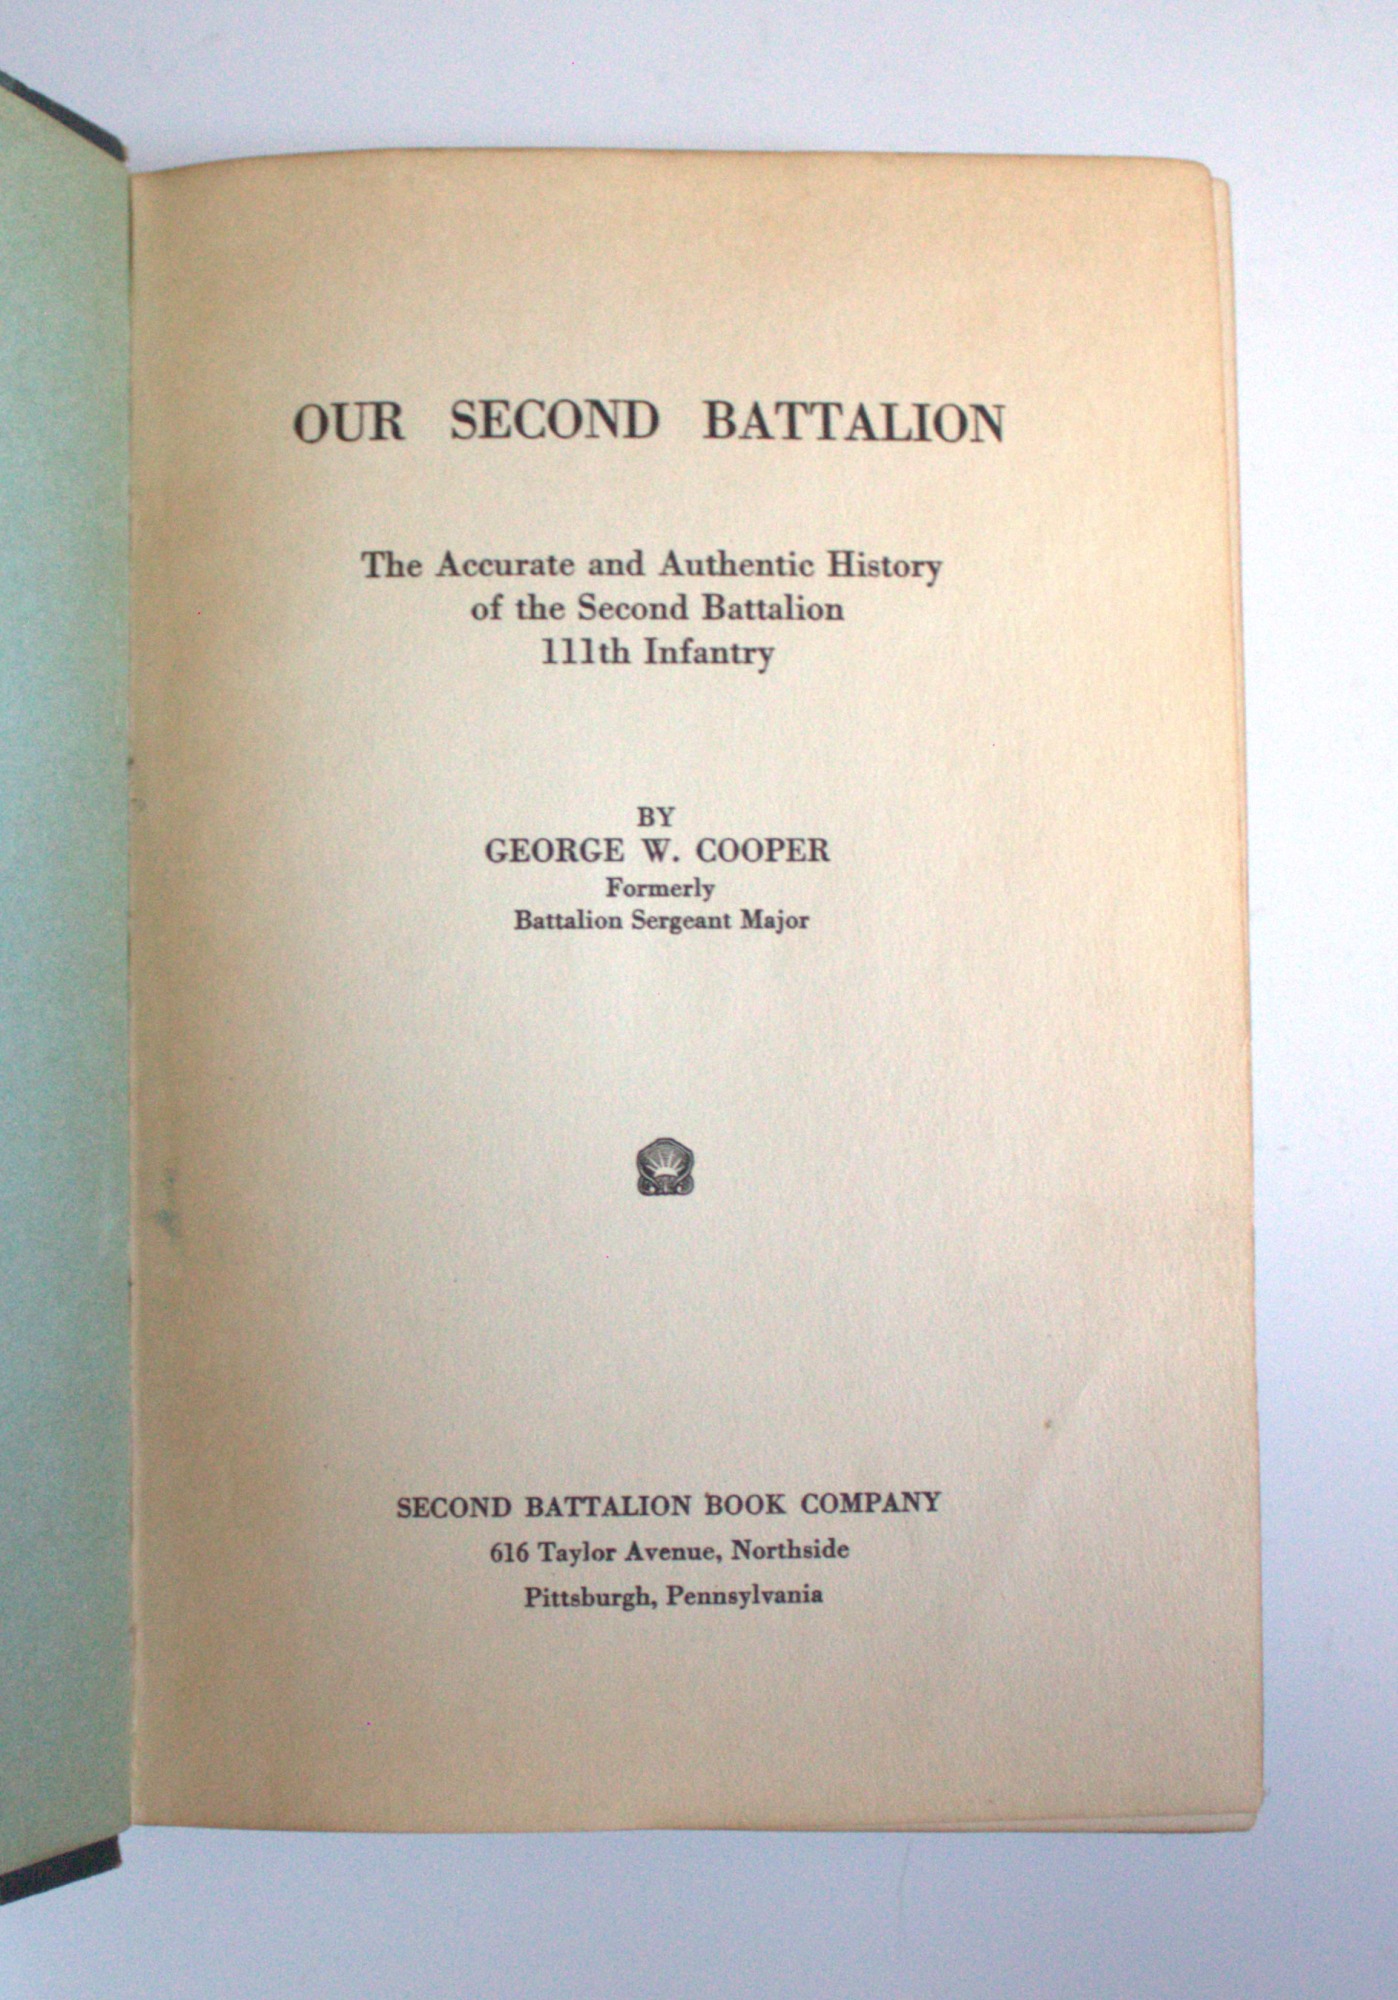 OUR SECOND BATTALION
The Accurate and Authentic History
of the Second Battalion
111th Infantry
BY
GEORGE W. COOPER
Formerly
Battalion Sergeant Major
SECOND BATTALION BOOK COMPANY
616 Taylor Avenue, Northside
Pittsburgh, Pennsylvania